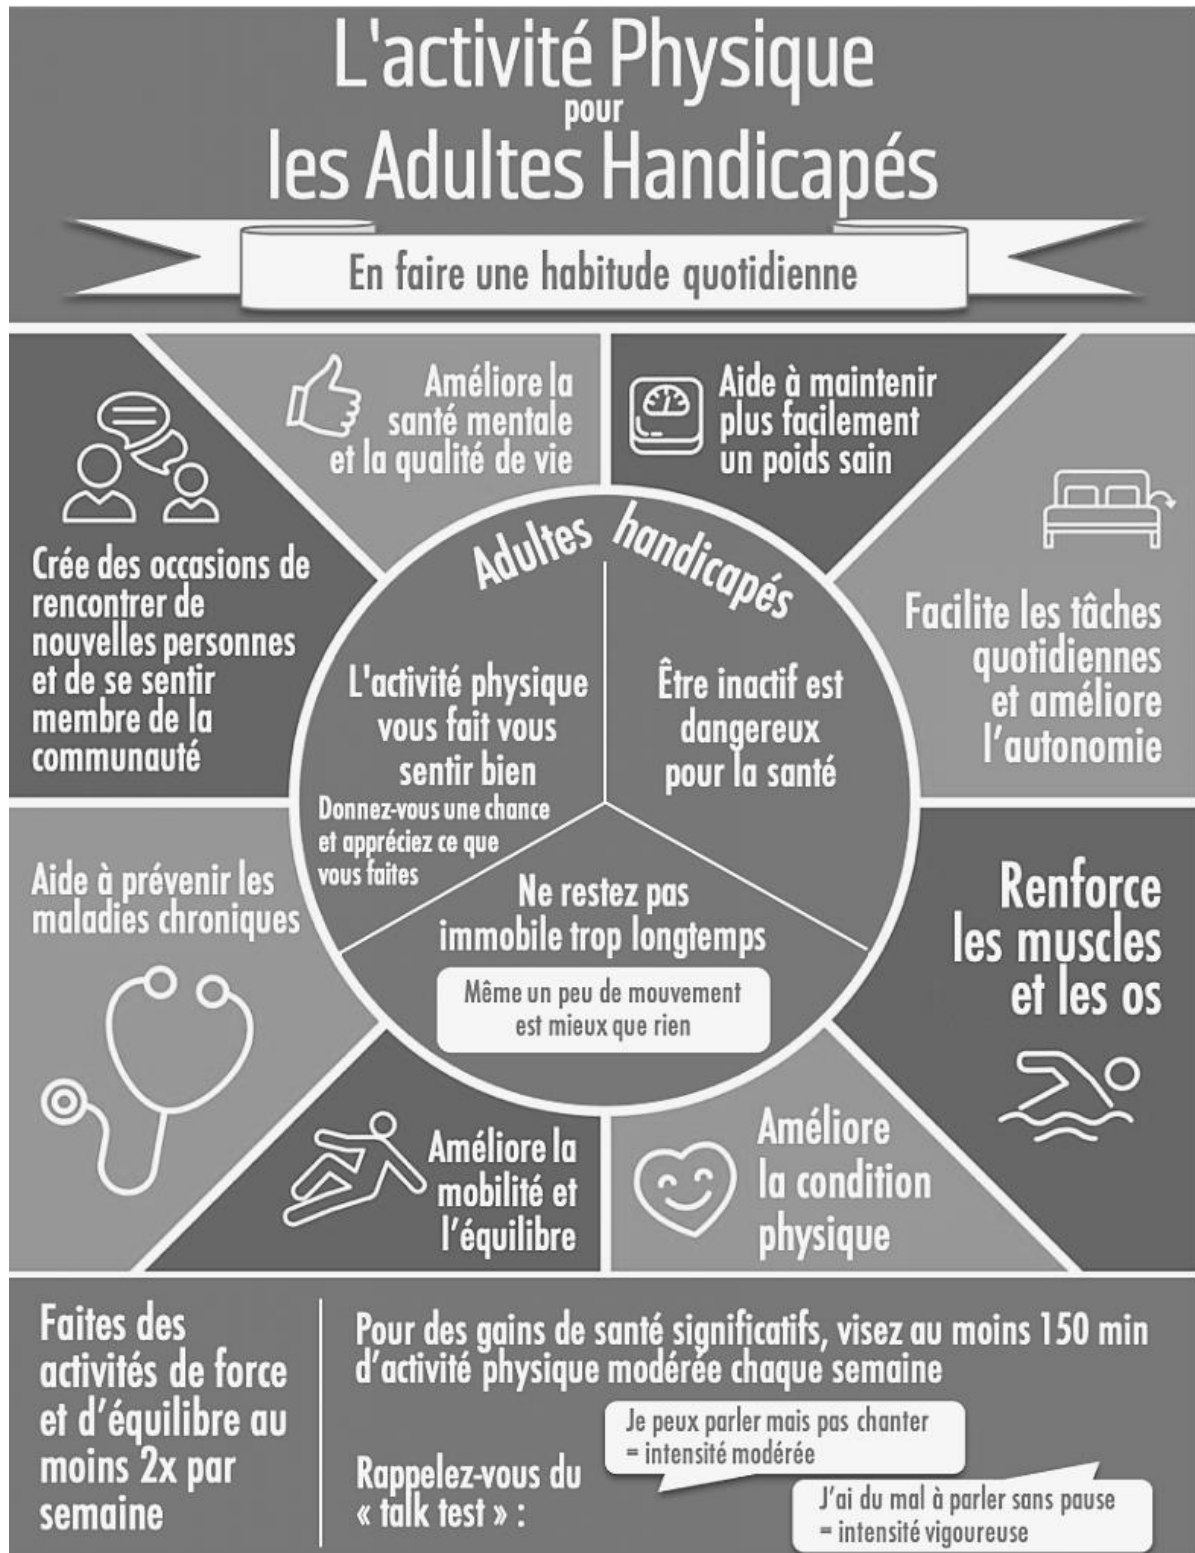 L'activité Physique
pour
les Adultes Handicapés
En faire une habitude quotidienne
Crée des occasions de
rencontrer de
nouvelles personnes
et de se sentir
membre de la
communauté
Améliore la
santé mentale
et la qualité de vie
Aide à maintenir
plus facilement
un poids sain
Facilite les tâches
quotidiennes
et améliore
l'autonomie
Adultes handicapés
L'activité physique
vous fait vous
sentir bien
Donnez-vous une chance
et appréciez ce que
vous faites
Être inactif est
dangereux
pour la santé
Ne restez pas
immobile trop longtemps
Même un peu de mouvement
est mieux que rien
Aide à prévenir les
maladies chroniques
Renforce
les muscles
et les os
Améliore la
mobilité et
l'équilibre
Améliore
la condition
physique
Faites des
activités de force
et d'équilibre au
moins 2x par
semaine
Pour des gains de santé significatifs, visez au moins 150 min
d'activité physique modérée chaque semaine
Rappelez-vous du
« talk test » :
Je peux parler mais pas chanter
= intensité modérée
J'ai du mal à parler sans pause
= intensité vigoureuse